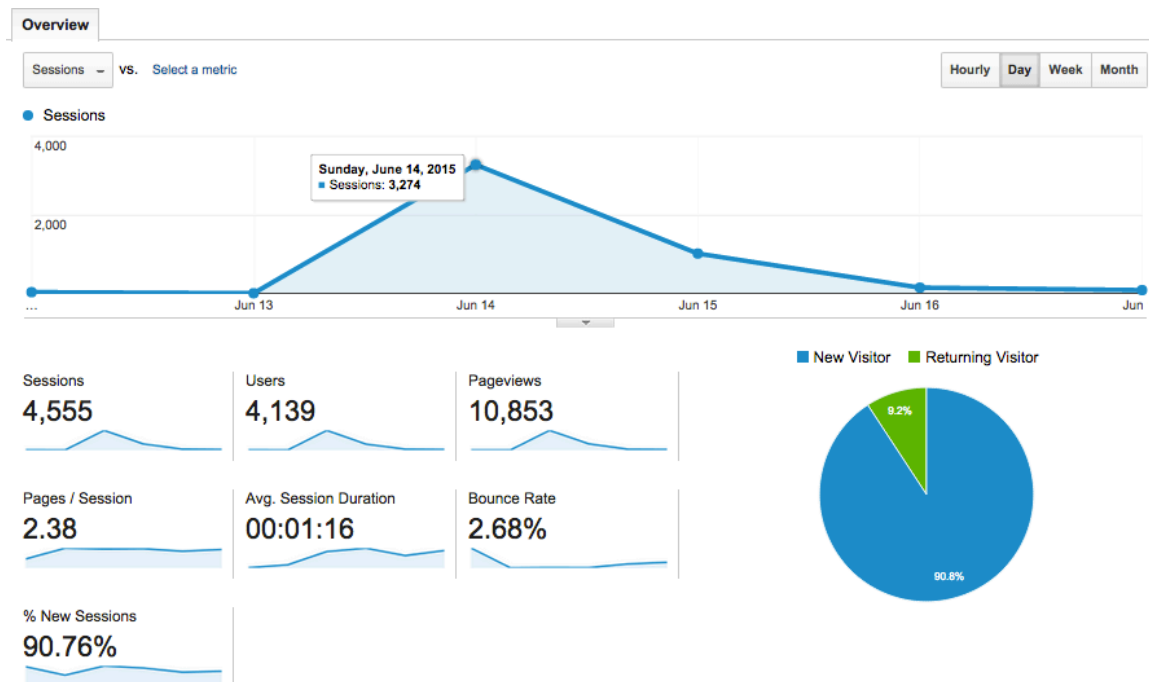 Overview
Sessions VS. Select a metric
Hourly Day Week Month
Sessions
4,000
Sunday, June 14, 2015
Sessions: 3,274
2,000
... Jun 13 Jun 14 Jun 15 Jun 16 Jun
New Visitor Returning Visitor
Sessions Users Pageviews
4,555 4,139 10,853
9.2%
Pages / Session Avg. Session Duration Bounce Rate
2.38 00:01:16 2.68%
90.8%
% New Sessions
90.76%